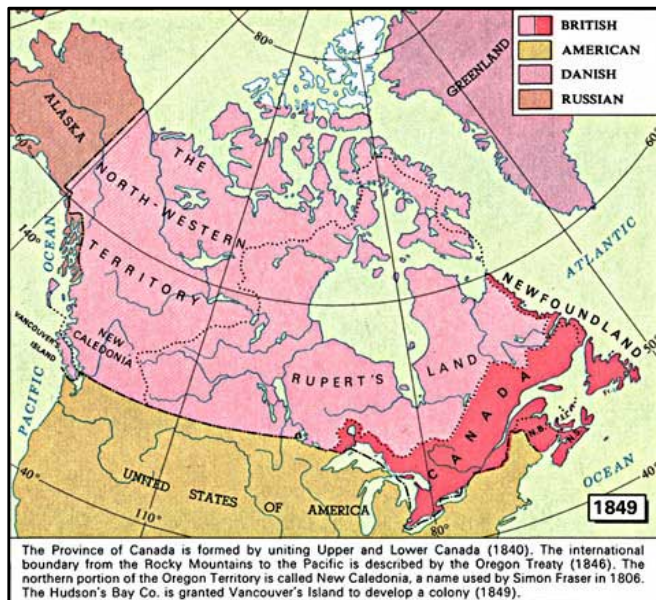 BRITISH
AMERICAN
DANISH
RUSSIAN
80°
GREENLAND
60°
ALASKA
THE
NORTH-WESTERN
TERRITORY
140°
PACIFIC OCEAN
ATLANTIC
OCEAN
NEWFOUNDLAND
50°
VANCOUVER'S
ISLAND
NEW
CALEDONIA
RUPERT'S LAND
CANADA
P.E.I.
N.B.
N.S.
UNITED STATES OF AMERICA
40°
110°
80°
40°
1849
The Province of Canada is formed by uniting Upper and Lower Canada (1840). The international
boundary from the Rocky Mountains to the Pacific is described by the Oregon Treaty (1846). The
northern portion of the Oregon Territory is called New Caledonia, a name used by Simon Fraser in 1806.
The Hudson's Bay Co. is granted Vancouver's Island to develop a colony (1849).